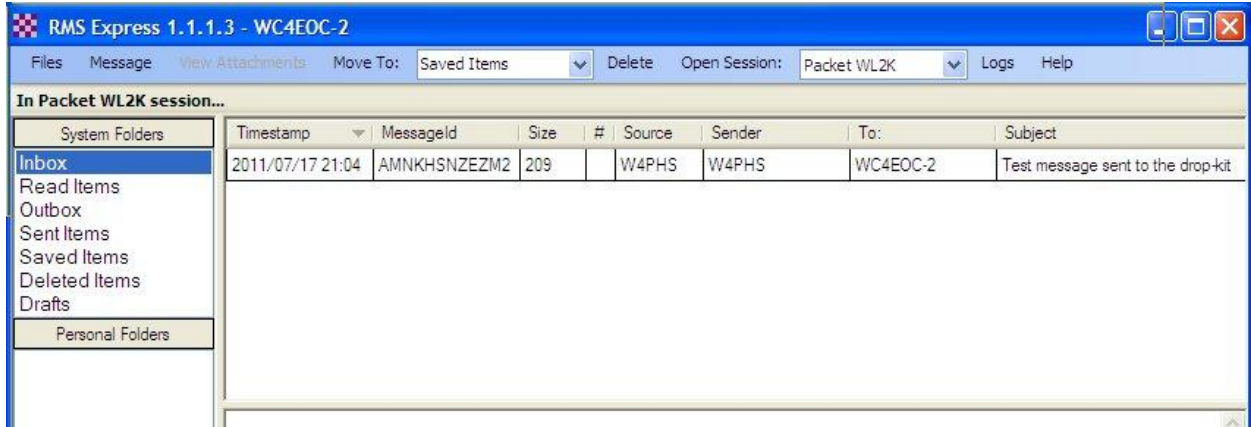 RMS Express 1.1.1.3 - WC4EOC-2
Files Message View Attachments Move To: Saved Items Delete Open Session: Packet WL2K Logs Help
In Packet WL2K session...
System Folders
Timestamp MessageId Size # Source Sender To: Subject
Inbox
2011/07/17 21:04 AMNKHSNZEZM2 209 W4PHS W4PHS WC4EOC-2 Test message sent to the drop-kit
Read Items
Outbox
Sent Items
Saved Items
Deleted Items
Drafts
Personal Folders